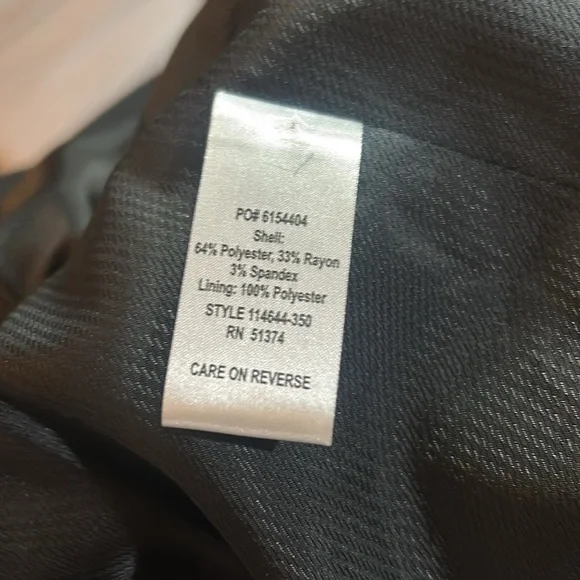 PO# 6154404
Shell:
64% Polyester, 33% Rayon
3% Spandex
Lining: 100% Polyester
STYLE 114644-350
RN 51374
CARE ON REVERSE